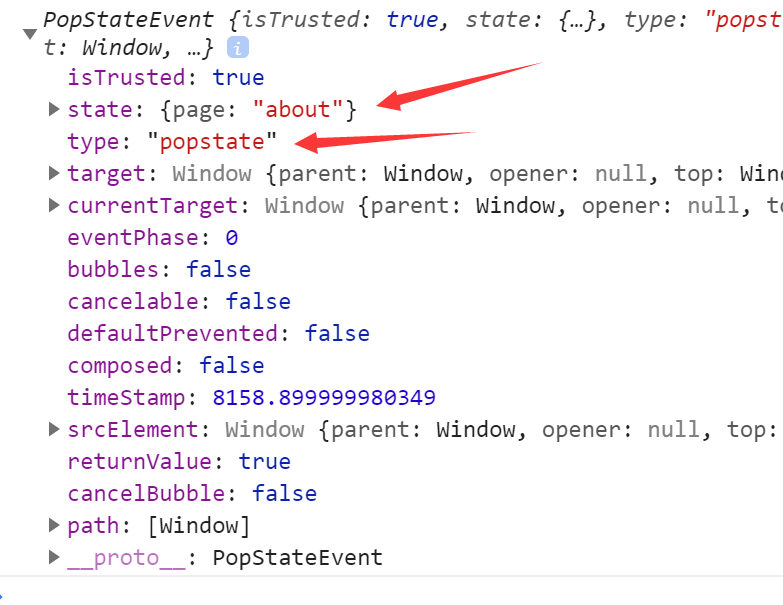 PopStateEvent {isTrusted: true, state: {…}, type: "popst
t: Window, …} i
isTrusted: true
state: {page: "about"}
type: "popstate"
target: Window {parent: Window, opener: null, top: Wind
currentTarget: Window {parent: Window, opener: null, to
eventPhase: 0
bubbles: false
cancelable: false
defaultPrevented: false
composed: false
timeStamp: 8158.899999980349
srcElement: Window {parent: Window, opener: null, top:
returnValue: true
cancelBubble: false
path: [Window]
__proto__: PopStateEvent